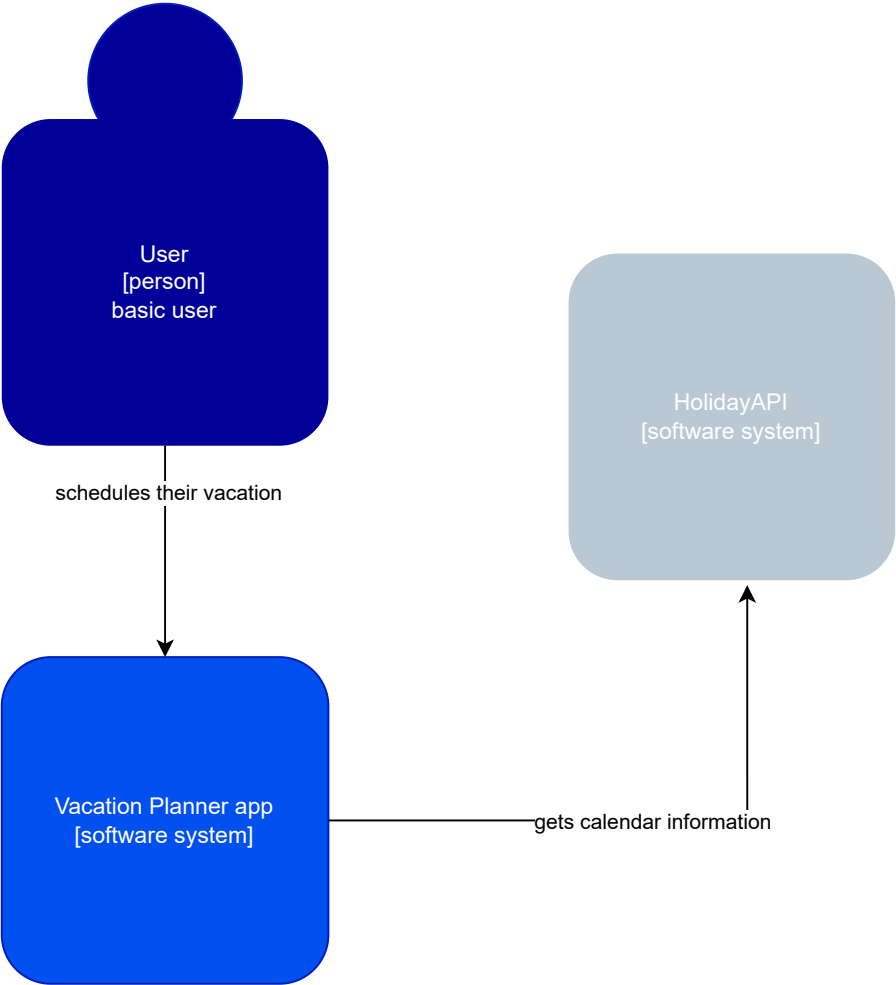 User
[person]
basic user
schedules their vacation
HolidayAPI
[software system]
Vacation Planner app
[software system]
gets calendar information